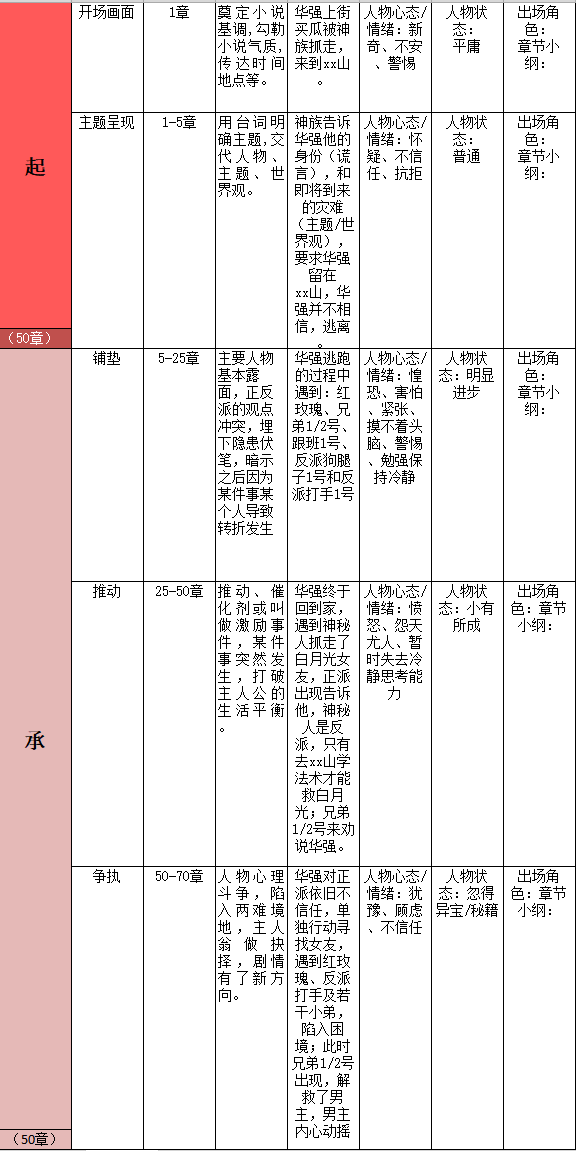 起
（50章）
开场画面
1章
奠定小说
基调,勾勒
小说气质,
传达时间
地点等。
华强上街
买瓜被神
族抓走，
来到xx山
。
人物心态/
情绪：新
奇、不安
、警惕
人物状
态：
平庸
出场角
色：
章节小
纲：
主题呈现
1-5章
用台词明
确主题,交
代人物、
主题、世
界观。
神族告诉
华强他的
身份（谎
言），和
即将到来
的灾难
（主题/世
界观），
要求华强
留在
xx山，华
强并不相
信，逃离
。
人物心态/
情绪：怀
疑、不信
任、抗拒
人物状
态：
普通
出场角
色：
章节小
纲：
承
（50章）
铺垫
5-25章
主要人物
基本露
面，正反
派的观点
冲突，埋
下隐患伏
笔，暗示
之后因为
某件事某
个人导致
转折发生
华强逃跑
的过程中
遇到：红
玫瑰、兄
弟1/2号、
跟班1号、
反派狗腿
子1号和反
派打手1号
人物心态/
情绪：惶
恐、害怕
、紧张、
摸不着头
脑、警惕
、勉强保
持冷静
人物状
态：明显
进步
出场角
色：
章节小
纲：
推动
25-50章
推动、催
化剂或叫
做激励事
件，某件
事突然发
生，打破
主人公的
生活平衡
。
华强终于
回到家，
遇到神秘
人抓走了
白月光女
友，正派
出现告诉
他，神秘
人是反
派，只有
去xx山学
法术才能
救白月
光；兄弟
1/2号来劝
说华强。
人物心态/
情绪：愤
怒、怨天
尤人、暂
时失去冷
静思考能
力
人物状
态：小有
所成
出场角
色：章节
小纲：
争执
50-70章
人物心理
斗争，陷
入两难境
地，主人
翁做抉
择，剧情
有了新方
向。
华强对正
派依旧不
信任，单
独行动寻
找女友，
遇到红玫
瑰、反派
打手及若
干小弟，
陷入困
境；此时
兄弟1/2号
出现，解
救了男
主，男主
内心动摇
人物心态/
情绪：犹
豫、顾虑
、不信任
人物状
态：忽得
异宝/秘籍
出场角
色：章节
小纲：